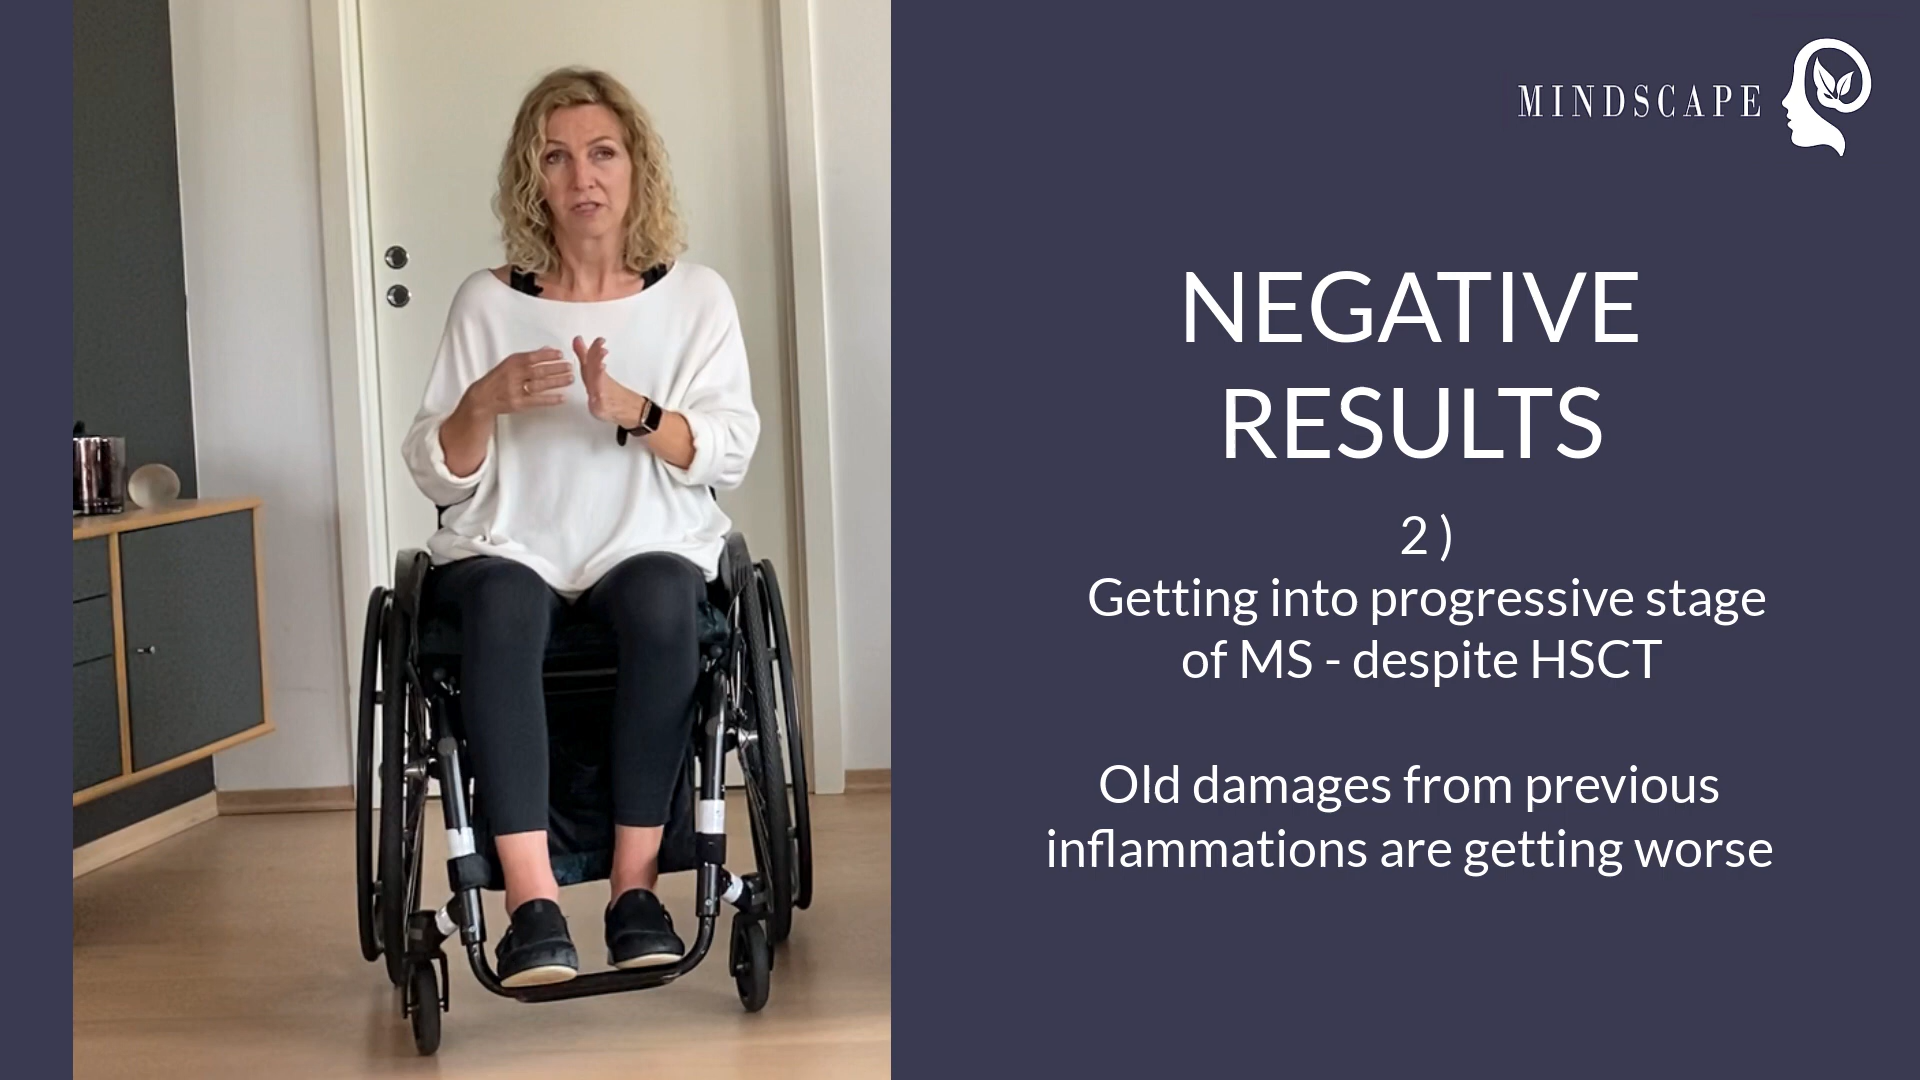 MINDSCAPE
NEGATIVE
RESULTS
2)
Getting into progressive stage
of MS - despite HSCT
Old damages from previous
inflammations are getting worse